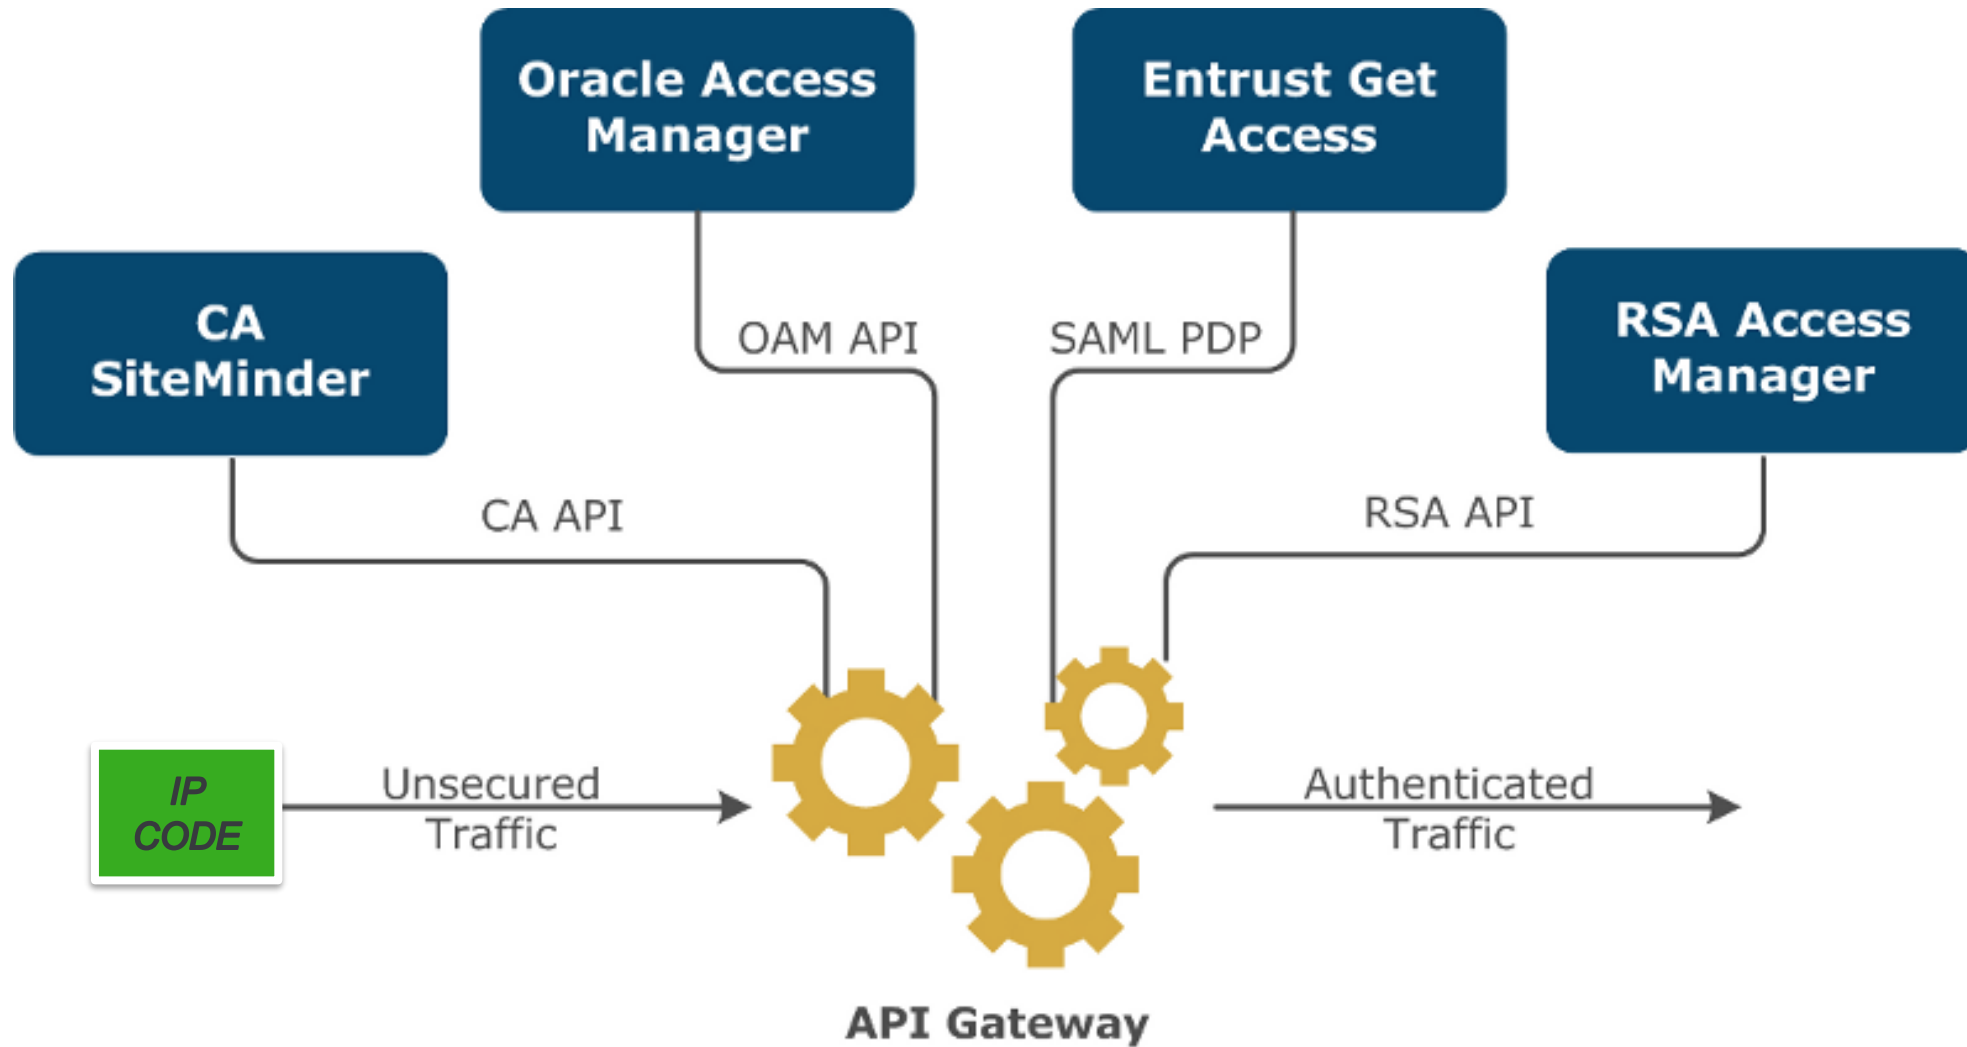 Oracle Access
Manager
Entrust Get
Access
CA
SiteMinder
RSA Access
Manager
OAM API
SAML PDP
CA API
RSA API
IP
CODE
Unsecured
Traffic
Authenticated
Traffic
API Gateway